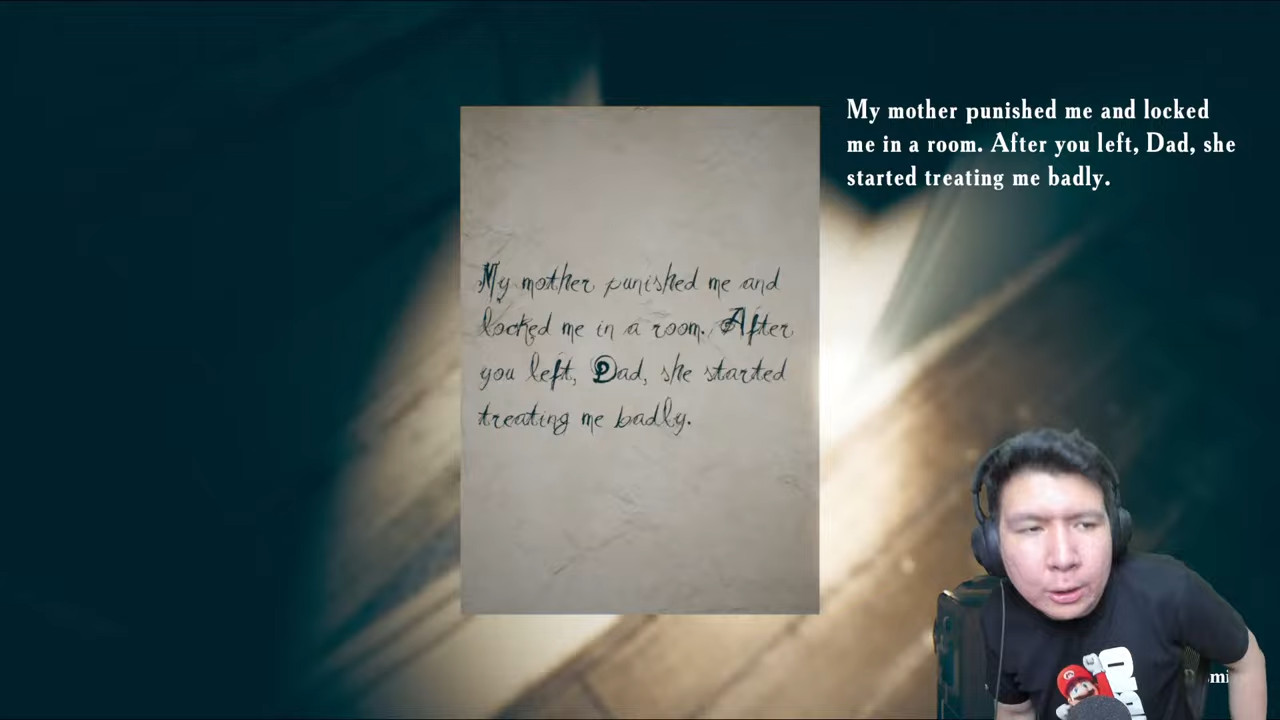 My mother punished me and
locked me in a room. After
you left, Dad, she started
treating me badly.
My mother punished me and locked
me in a room. After you left, Dad, she
started treating me badly.